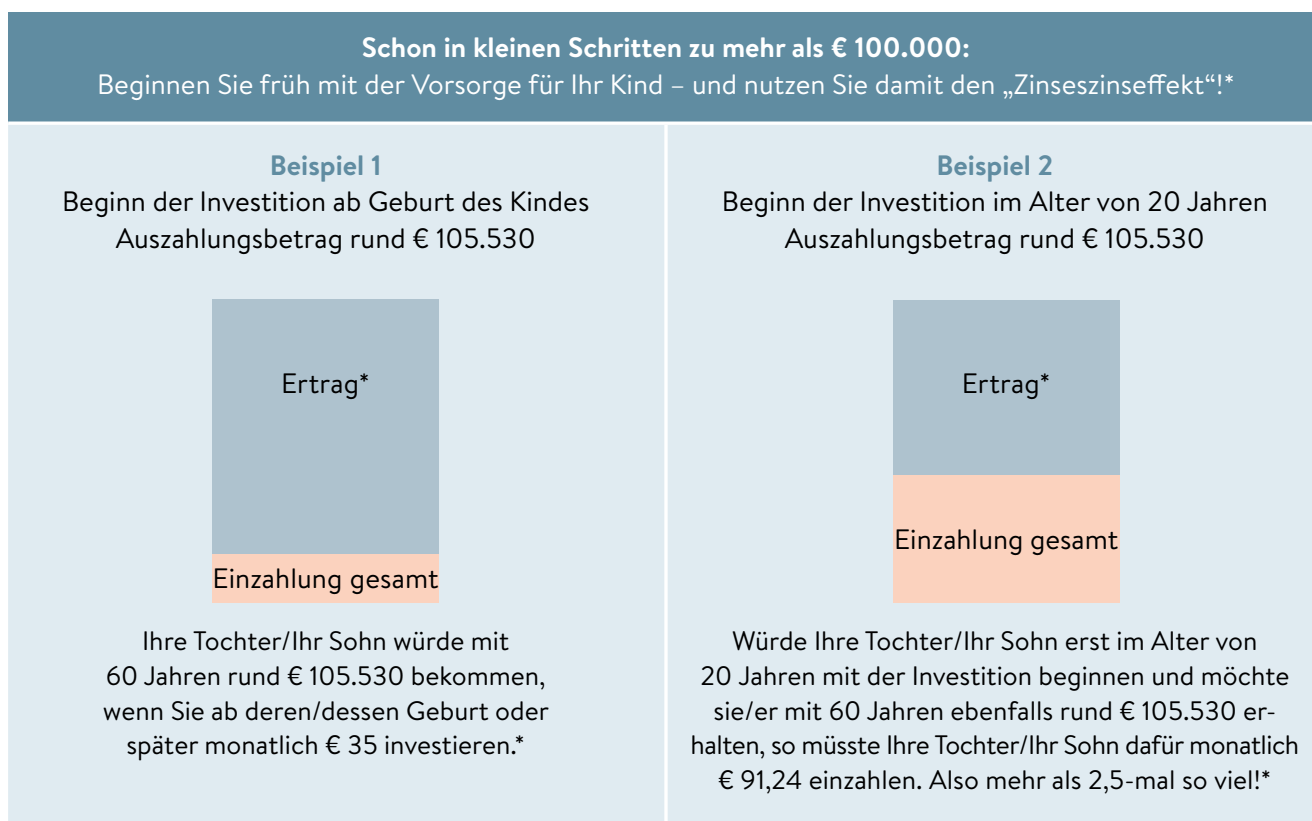 Schon in kleinen Schritten zu mehr als € 100.000:
Beginnen Sie früh mit der Vorsorge für Ihr Kind – und nutzen Sie damit den „Zinseszinseffekt“!*
Beispiel 1
Beginn der Investition ab Geburt des Kindes
Auszahlungsbetrag rund € 105.530
Ertrag*
Einzahlung gesamt
Ihre Tochter/Ihr Sohn würde mit
60 Jahren rund € 105.530 bekommen,
wenn Sie ab deren/dessen Geburt oder
später monatlich € 35 investieren.*
Beispiel 2
Beginn der Investition im Alter von 20 Jahren
Auszahlungsbetrag rund € 105.530
Ertrag*
Einzahlung gesamt
Würde Ihre Tochter/Ihr Sohn erst im Alter von
20 Jahren mit der Investition beginnen und möchte
sie/er mit 60 Jahren ebenfalls rund € 105.530 er-
halten, so müsste Ihre Tochter/Ihr Sohn dafür monatlich
€ 91,24 einzahlen. Also mehr als 2,5-mal so viel!*